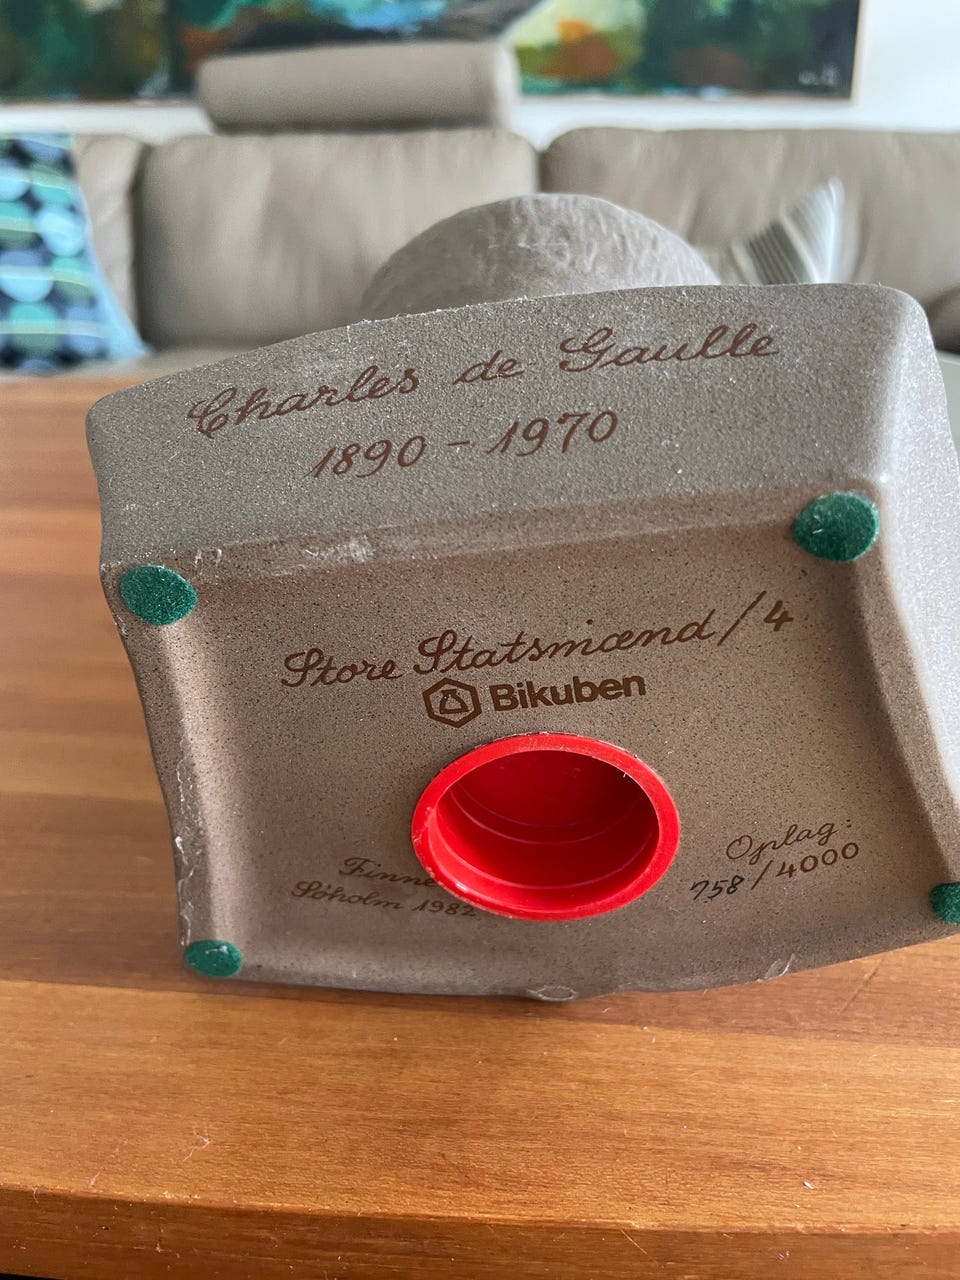 Charles de Gaulle
1890 - 1970
Store Statsmænd / 4
Bikuben
Oplag:
758 / 4000
Søholm 1982